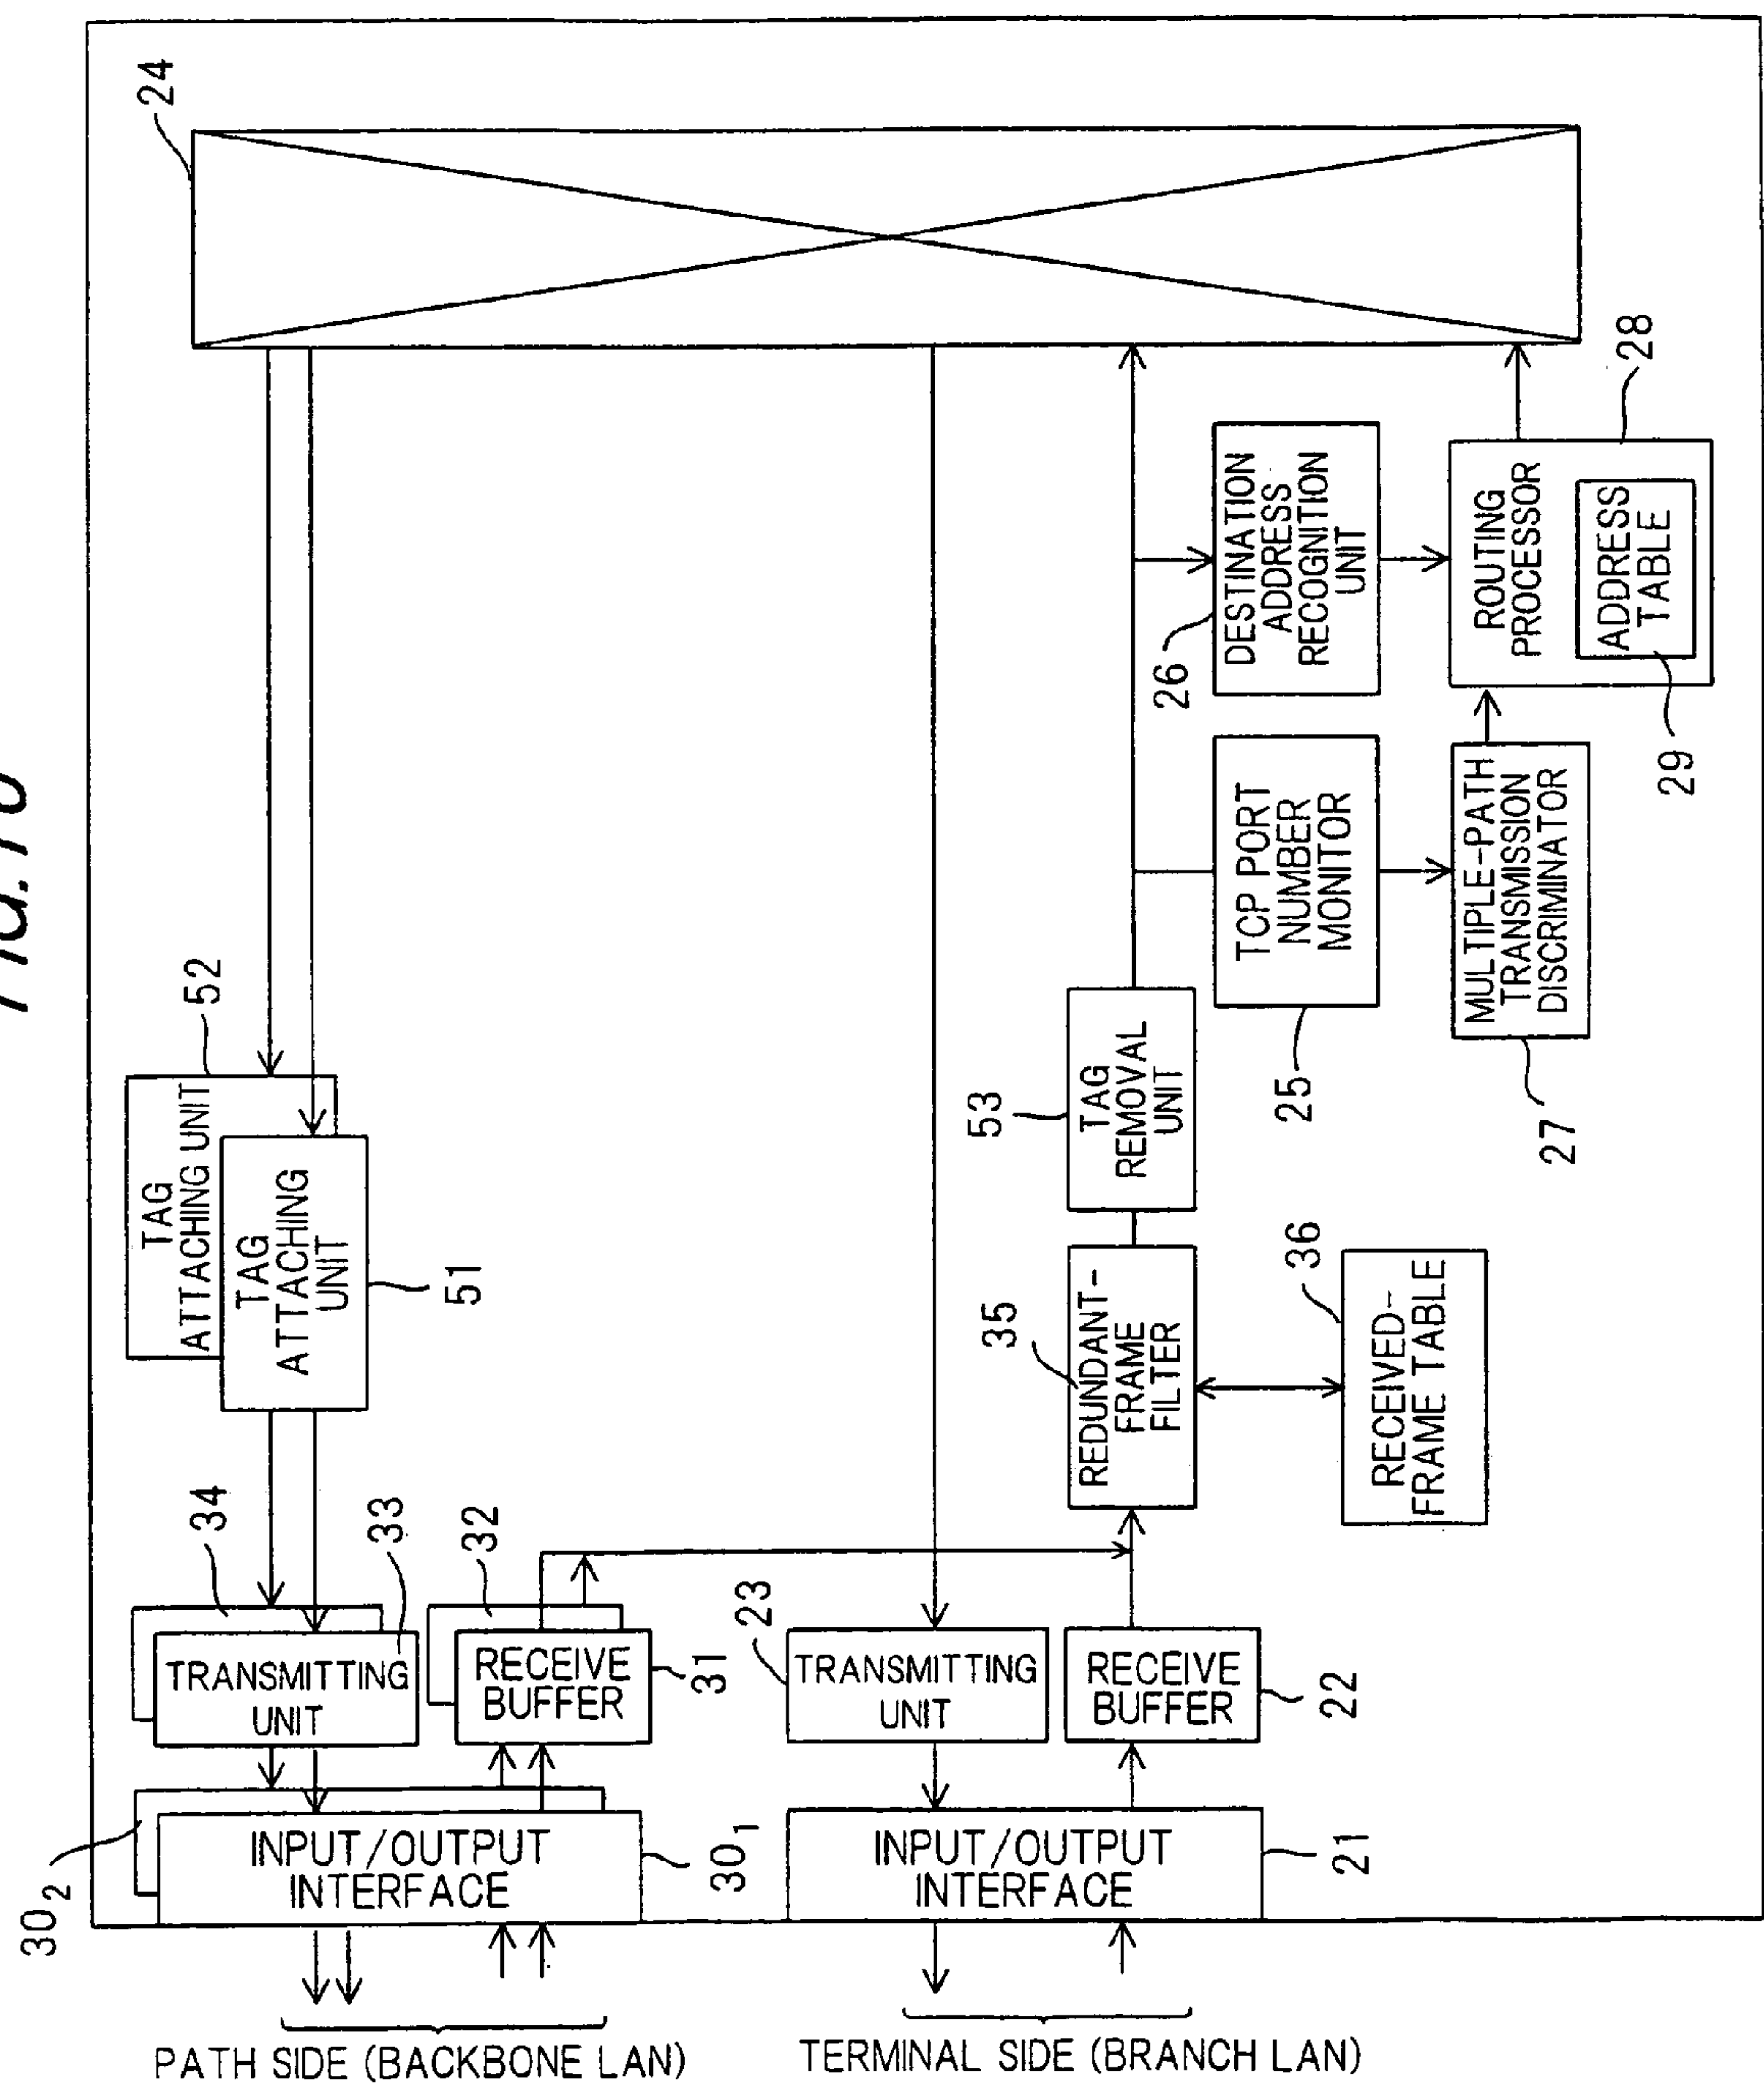 24
52
TAG
ATTACHING UNIT
TAG
ATTACHING
UNIT
51
34
33
TRANSMITTING
UNIT
32
RECEIVE
BUFFER
31
30₂
INPUT/OUTPUT
INTERFACE
30₁
PATH SIDE (BACKBONE LAN)
23
TRANSMITTING
UNIT
RECEIVE
BUFFER
22
INPUT/OUTPUT
INTERFACE
21
TERMINAL SIDE (BRANCH LAN)
35
REDUNDANT-
FRAME
FILTER
36
RECEIVED-
FRAME TABLE
53
TAG
REMOVAL
UNIT
TCP PORT
NUMBER
MONITOR
25
26
DESTINATION
ADDRESS
RECOGNITION
UNIT
MULTIPLE-PATH
TRANSMISSION
DISCRIMINATOR
27
ROUTING
PROCESSOR
28
ADDRESS
TABLE
29